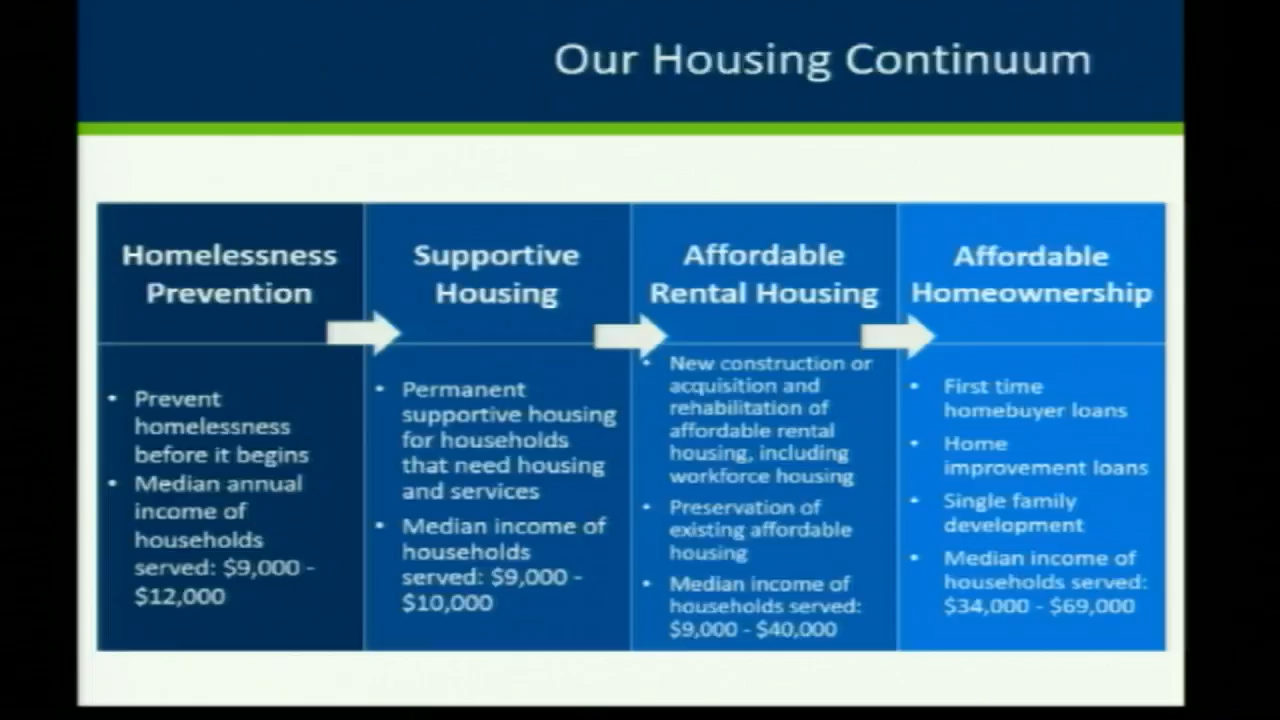 Our Housing Continuum
Homelessness
Prevention
• Prevent
homelessness
before it begins
• Median annual
income of
households
served: $9,000 -
$12,000
Supportive
Housing
• Permanent
supportive housing
for households
that need housing
and services
• Median income of
households
served: $9,000 -
$10,000
Affordable
Rental Housing
• New construction or
acquisition and
rehabilitation of
affordable rental
housing, including
workforce housing
• Preservation of
existing affordable
housing
• Median income of
households served:
$9,000 - $40,000
Affordable
Homeownership
• First time
homebuyer loans
• Home
improvement loans
• Single family
development
• Median income of
households served:
$34,000 - $69,000